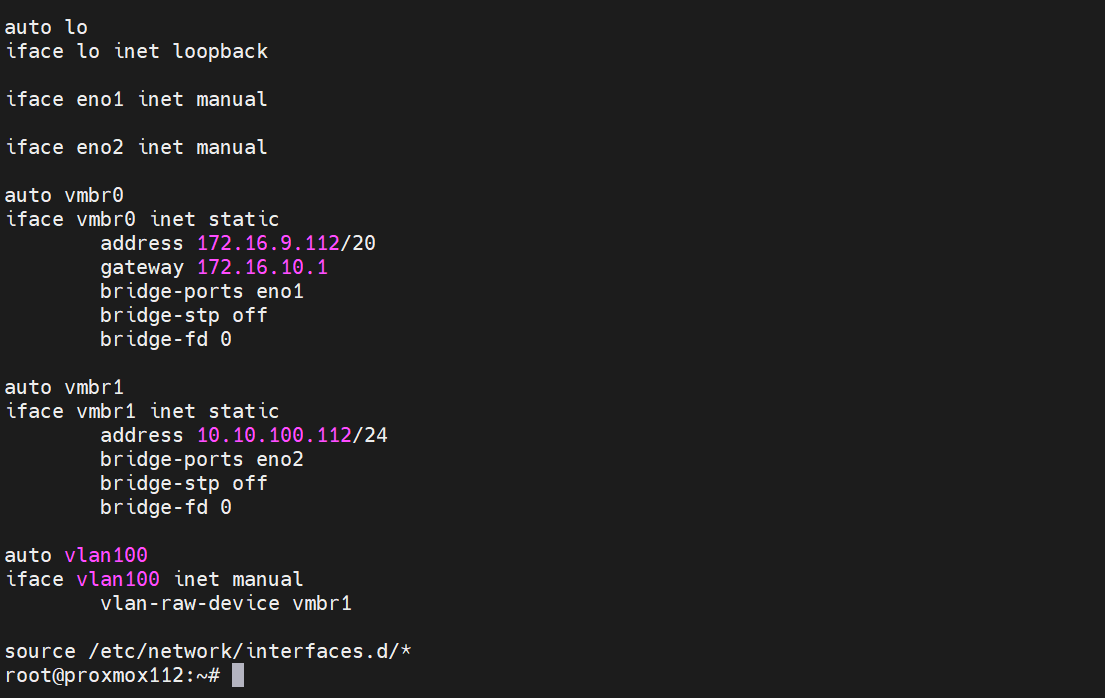 auto lo
iface lo inet loopback
iface eno1 inet manual
iface eno2 inet manual
auto vmbr0
iface vmbr0 inet static
address 172.16.9.112/20
gateway 172.16.10.1
bridge-ports eno1
bridge-stp off
bridge-fd 0
auto vmbr1
iface vmbr1 inet static
address 10.10.100.112/24
bridge-ports eno2
bridge-stp off
bridge-fd 0
auto vlan100
iface vlan100 inet manual
vlan-raw-device vmbr1
source /etc/network/interfaces.d/*
root@proxmox112:~#